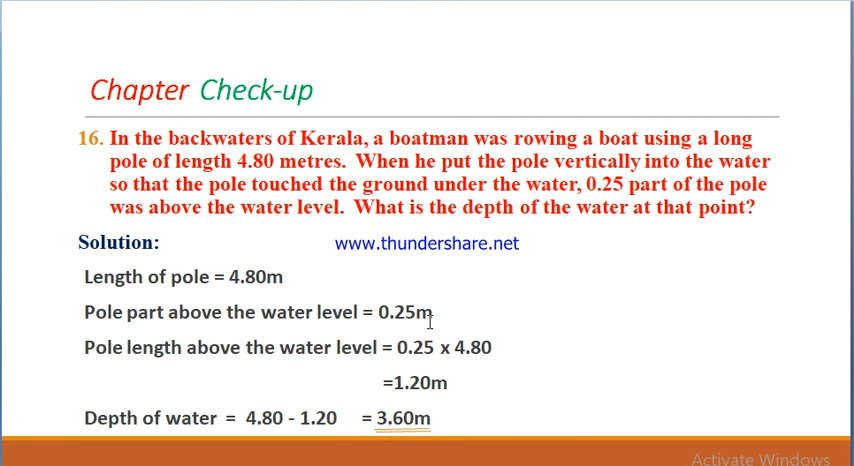 Chapter Check-up
16. In the backwaters of Kerala, a boatman was rowing a boat using a long
pole of length 4.80 metres. When he put the pole vertically into the water
so that the pole touched the ground under the water, 0.25 part of the pole
was above the water level. What is the depth of the water at that point?
Solution:
www.thundershare.net
Length of pole = 4.80m
Pole part above the water level = 0.25m
Pole length above the water level = 0.25 x 4.80
=1.20m
Depth of water = 4.80 - 1.20 = 3.60m
Activate Windows